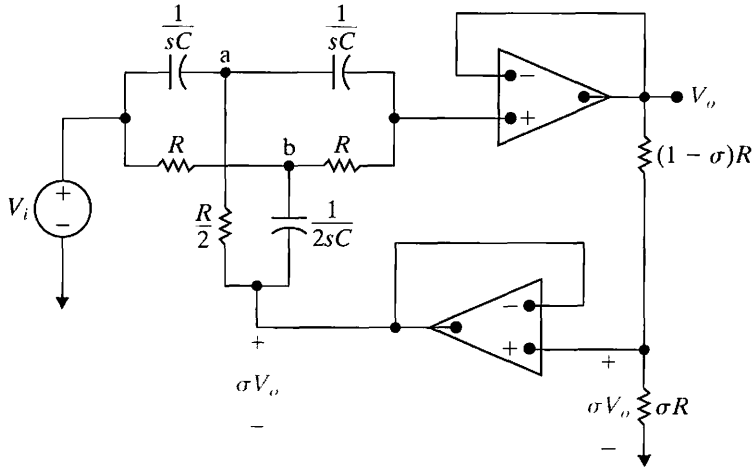 1/sC
a
1/sC
b
R
R
V_i
+
−
R/2
1/2sC
−
+
V_o
(1 − σ)R
−
+
+
σV_o
−
+
σV_o
−
σR